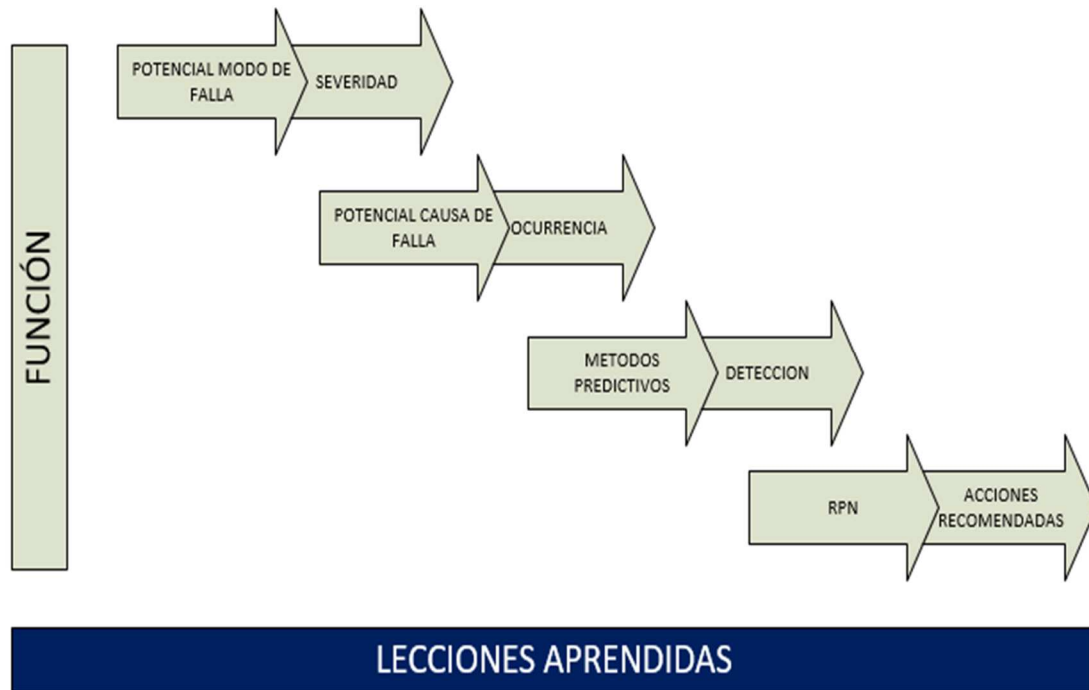 FUNCIÓN
POTENCIAL MODO DE
FALLA
SEVERIDAD
POTENCIAL CAUSA DE
FALLA
OCURRENCIA
METODOS
PREDICTIVOS
DETECCION
RPN
ACCIONES
RECOMENDADAS
LECCIONES APRENDIDAS